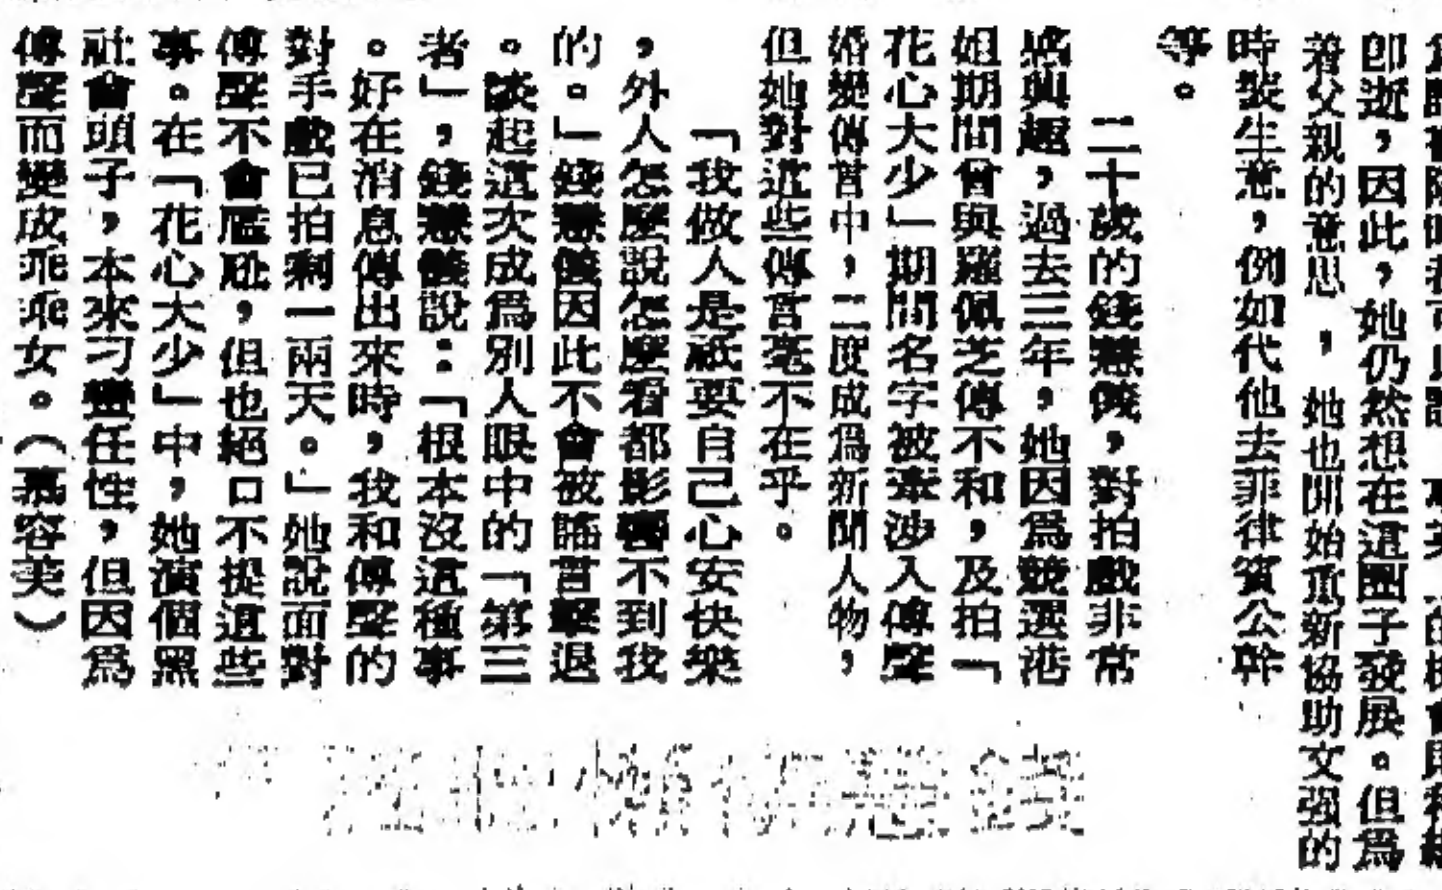 即逝，因此，她仍然想在這圈子發展。但爲
着父親的意思，她也開始重新協助文强的
時裝生意，例如代他去菲律賓公幹
等。
二十歲的錢慧儀，對拍戲非常
感興趣，過去三年，她因爲競選港
姐期間曾與羅佩芝傳不和，及拍「
花心大少」期間名字被牽涉入傅聲
婚變傳言中，二度成爲新聞人物，
但她對這些傳言毫不在乎。
「我做人是祇要自己心安快樂
，外人怎麼說怎麼看都影響不到我
的。」錢慧儀因此不會被謠言擊退
。談起這次成爲別人眼中的「第三
者」，錢慧儀說：「根本沒這種事
。好在消息傳出來時，我和傅聲的
對手戲已拍剩一兩天。」她說面對
傅聲不會尷尬，但也絕口不提這些
事。在「花心大少」中，她演個黑
社會頭子，本來刁蠻任性，但因爲
傅聲而變成乖乖女。（慕容美）